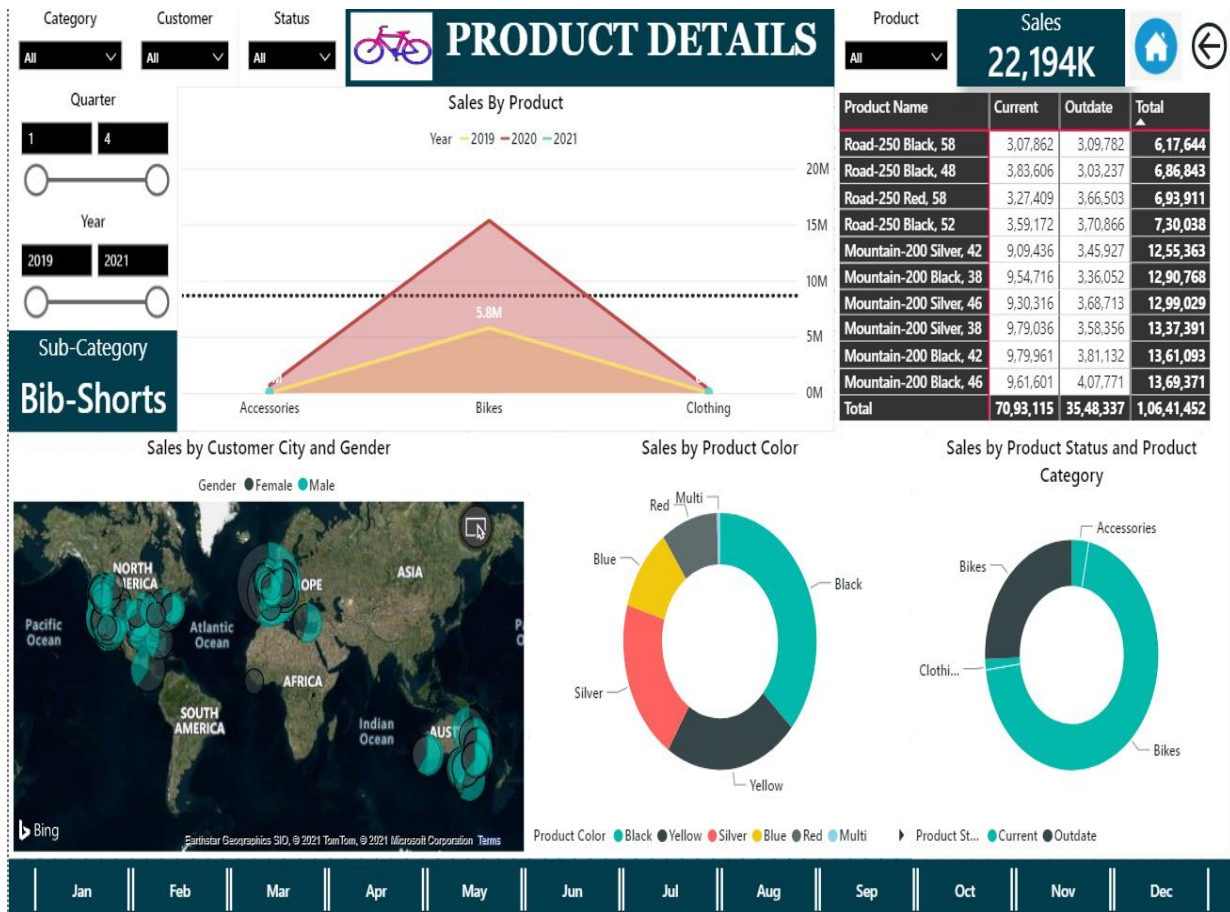 Category
Customer
Status
PRODUCT DETAILS
Product
Sales
22,194K
All
All
All
All
Quarter
1 4
Year
2019 2021
Sub-Category
Bib-Shorts
Sales By Product
Year 2019 2020 2021
20M
15M
10M
5M
0M
5.8M
Accessories Bikes Clothing
Product Name Current Outdate Total
Road-250 Black, 58 3,07,862 3,09,782 6,17,644
Road-250 Black, 48 3,83,606 3,03,237 6,86,843
Road-250 Red, 58 3,27,409 3,66,503 6,93,911
Road-250 Black, 52 3,59,172 3,70,866 7,30,038
Mountain-200 Silver, 42 9,09,436 3,45,927 12,55,363
Mountain-200 Black, 38 9,54,716 3,36,052 12,90,768
Mountain-200 Silver, 46 9,30,316 3,68,713 12,99,029
Mountain-200 Silver, 38 9,79,036 3,58,356 13,37,391
Mountain-200 Black, 42 9,79,961 3,81,132 13,61,093
Mountain-200 Black, 46 9,61,601 4,07,771 13,69,371
Total 70,93,115 35,48,337 1,06,41,452
Sales by Customer City and Gender
Gender Female Male
NORTH
ERICA
OPE
ASIA
Pacific
Ocean
Atlantic
Ocean
P
O
AFRICA
SOUTH
AMERICA
Indian
Ocean
AUS
Bing
Earthstar Geographics SIO, © 2021 TomTom, © 2021 Microsoft Corporation Terms
Sales by Product Color
Multi
Red
Blue
Black
Silver
Yellow
Product Color Black Yellow Silver Blue Red Multi
Sales by Product Status and Product
Category
Accessories
Bikes
Clothi...
Bikes
Product St... Current Outdate
Jan Feb Mar Apr May Jun Jul Aug Sep Oct Nov Dec